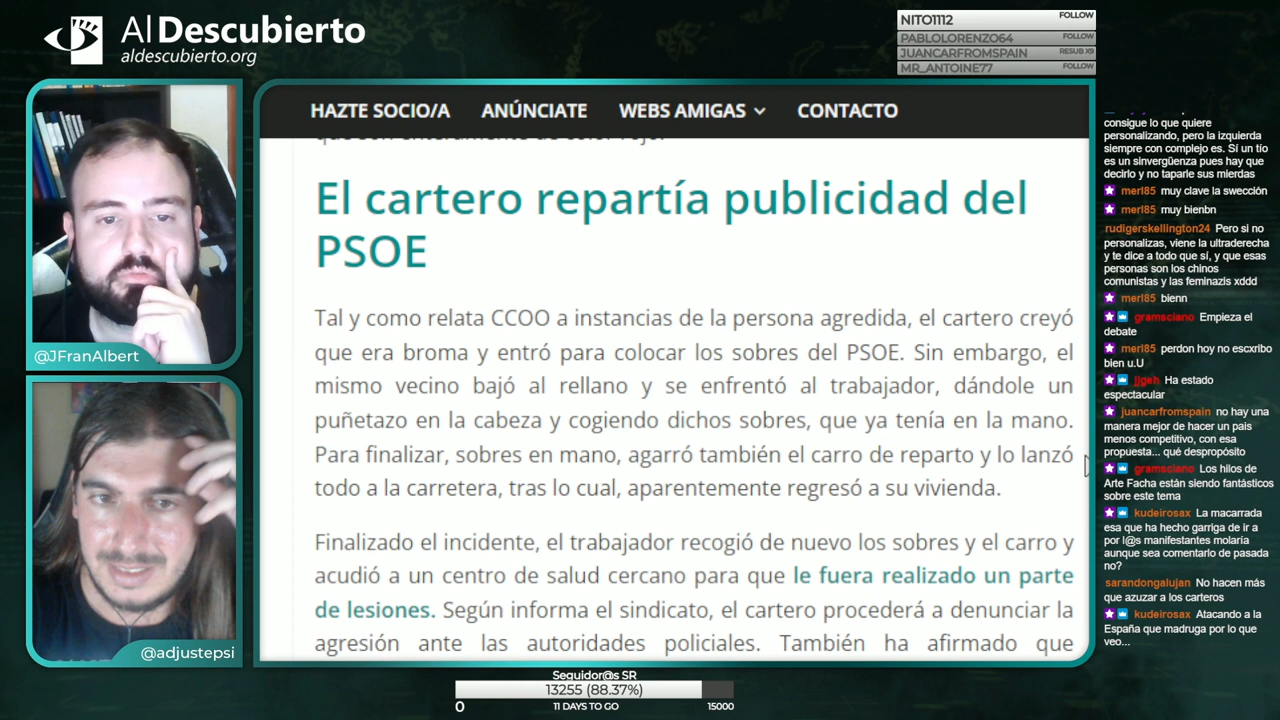 Al Descubierto
aldescubierto.org
NITO1112 FOLLOW
PABLOLORENZO64 FOLLOW
JUANCARFROMSPAIN RESUB X9
MR_ANTOINE77 FOLLOW
@JFranAlbert
@adjustepsi
HAZTE SOCIO/A ANÚNCIATE WEBS AMIGAS CONTACTO
El cartero repartía publicidad del
PSOE
Tal y como relata CCOO a instancias de la persona agredida, el cartero creyó
que era broma y entró para colocar los sobres del PSOE. Sin embargo, el
mismo vecino bajó al rellano y se enfrentó al trabajador, dándole un
puñetazo en la cabeza y cogiendo dichos sobres, que ya tenía en la mano.
Para finalizar, sobres en mano, agarró también el carro de reparto y lo lanzó
todo a la carretera, tras lo cual, aparentemente regresó a su vivienda.
Finalizado el incidente, el trabajador recogió de nuevo los sobres y el carro y
acudió a un centro de salud cercano para que le fuera realizado un parte
de lesiones. Según informa el sindicato, el cartero procederá a denunciar la
agresión ante las autoridades policiales. También ha afirmado que
consigue lo que quiere
personalizando, pero la izquierda
siempre con complejo es. Sí un tío
es un sinvergüenza pues hay que
decirlo y no taparle sus mierdas
merl85 muy clave la swección
merl85 muy bienbn
rudigerskellington24 Pero si no
personalizas, viene la ultraderecha
y te dice a todo que sí, y que esas
personas son los chinos
comunistas y las feminazis xddd
merl85 bienn
gramsciano Empieza el
debate
merl85 perdon hoy no escxribo
bien u.U
jjgeh Ha estado
espectacular
juancarfromspain no hay una
manera mejor de hacer un pais
menos competitivo, con esa
propuesta... qué despropósito
gramsciano Los hilos de
Arte Facha están siendo fantásticos
sobre este tema
kudeirosax La macarrada
esa que ha hecho garriga de ir a
por l@s manifestantes molaría
aunque sea comentarlo de pasada
no?
sarandongalujan No hacen más
que azuzar a los carteros
kudeirosax Atacando a la
España que madruga por lo que
veo...
Seguidor@s SR
13255 (88.37%)
0 11 DAYS TO GO 15000